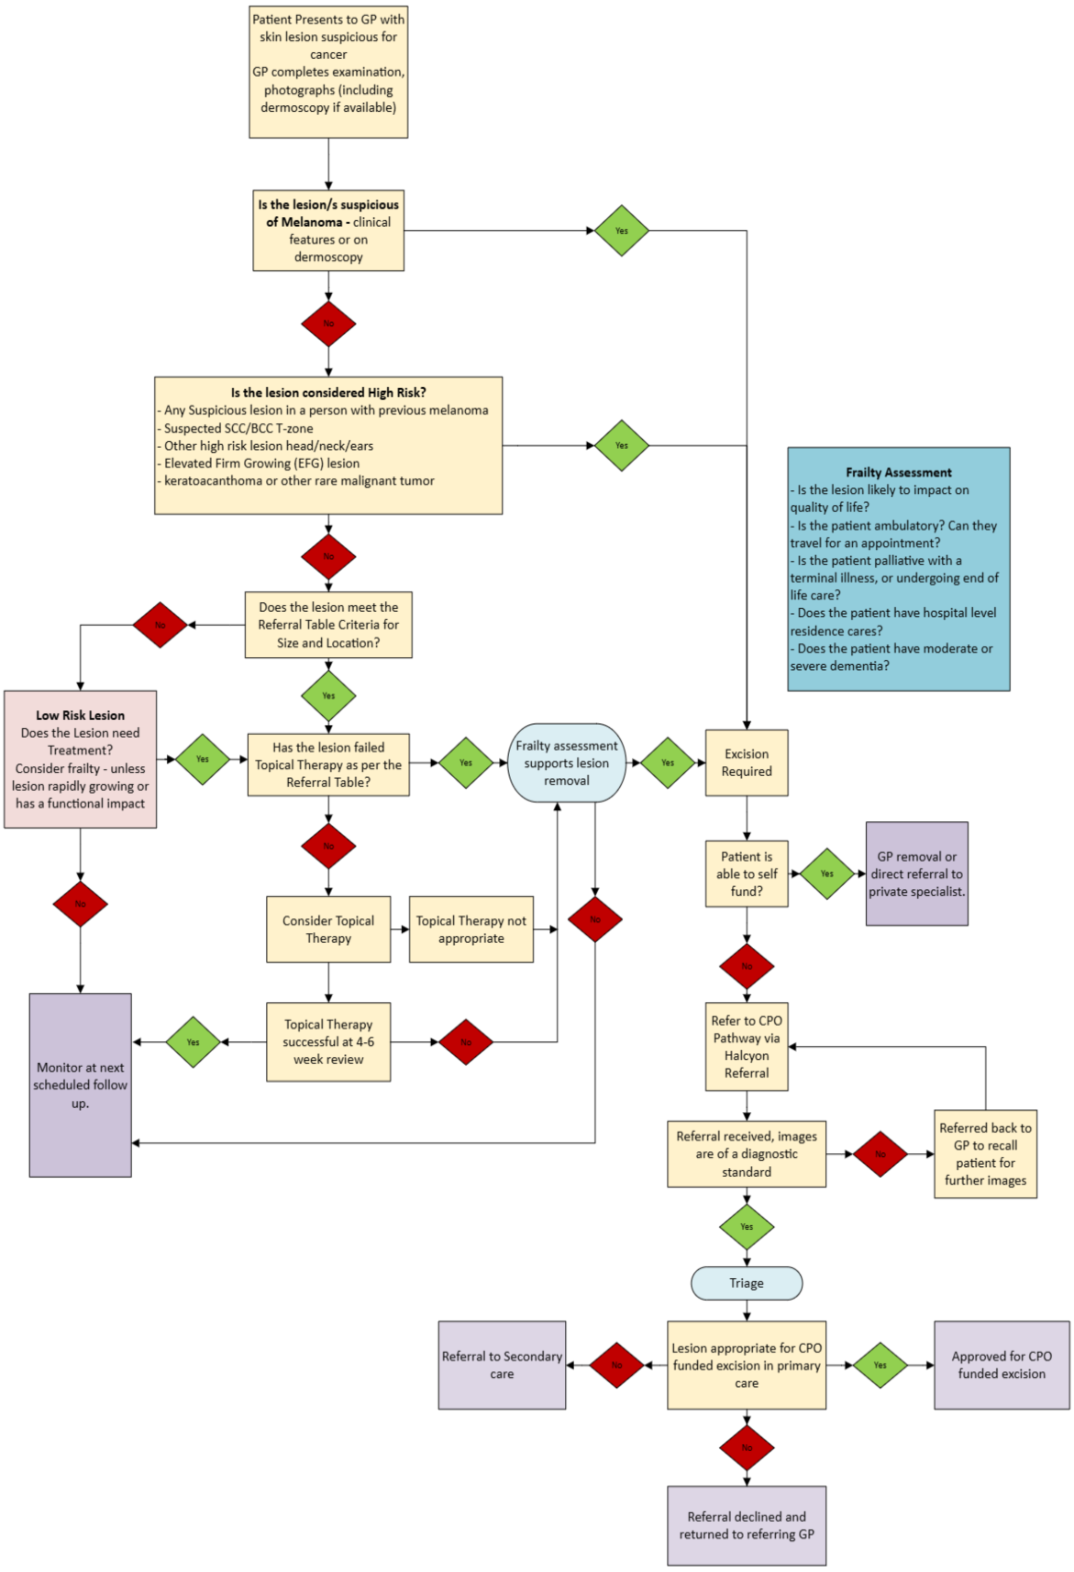 Patient Presents to GP with
skin lesion suspicious for
cancer
GP completes examination,
photographs (including
dermoscopy if available)
Is the lesion/s suspicious
of Melanoma - clinical
features or on
dermoscopy
Yes
No
Is the lesion considered High Risk?
- Any Suspicious lesion in a person with previous melanoma
- Suspected SCC/BCC T-zone
- Other high risk lesion head/neck/ears
- Elevated Firm Growing (EFG) lesion
- keratoacanthoma or other rare malignant tumor
Yes
Frailty Assessment
- Is the lesion likely to impact on
quality of life?
- Is the patient ambulatory? Can they
travel for an appointment?
- Is the patient palliative with a
terminal illness, or undergoing end of
life care?
- Does the patient have hospital level
residence cares?
- Does the patient have moderate or
severe dementia?
No
Does the lesion meet the
Referral Table Criteria for
Size and Location?
No
Yes
Low Risk Lesion
Does the Lesion need
Treatment?
Consider frailty - unless
lesion rapidly growing or
has a functional impact
Yes
Has the lesion failed
Topical Therapy as per the
Referral Table?
Yes
Frailty assessment
supports lesion
removal
Yes
Excision
Required
No
No
No
Patient is
able to self
fund?
Yes
GP removal or
direct referral to
private specialist.
Consider Topical
Therapy
Topical Therapy not
appropriate
No
Topical Therapy
successful at 4-6
week review
Yes
No
Monitor at next
scheduled follow
up.
Refer to CPO
Pathway via
Halcyon
Referral
Referral received, images
are of a diagnostic
standard
No
Referred back to
GP to recall
patient for
further images
Yes
Triage
Lesion appropriate for CPO
funded excision in primary
care
No
Referral to Secondary
care
Yes
Approved for CPO
funded excision
No
Referral declined and
returned to referring GP